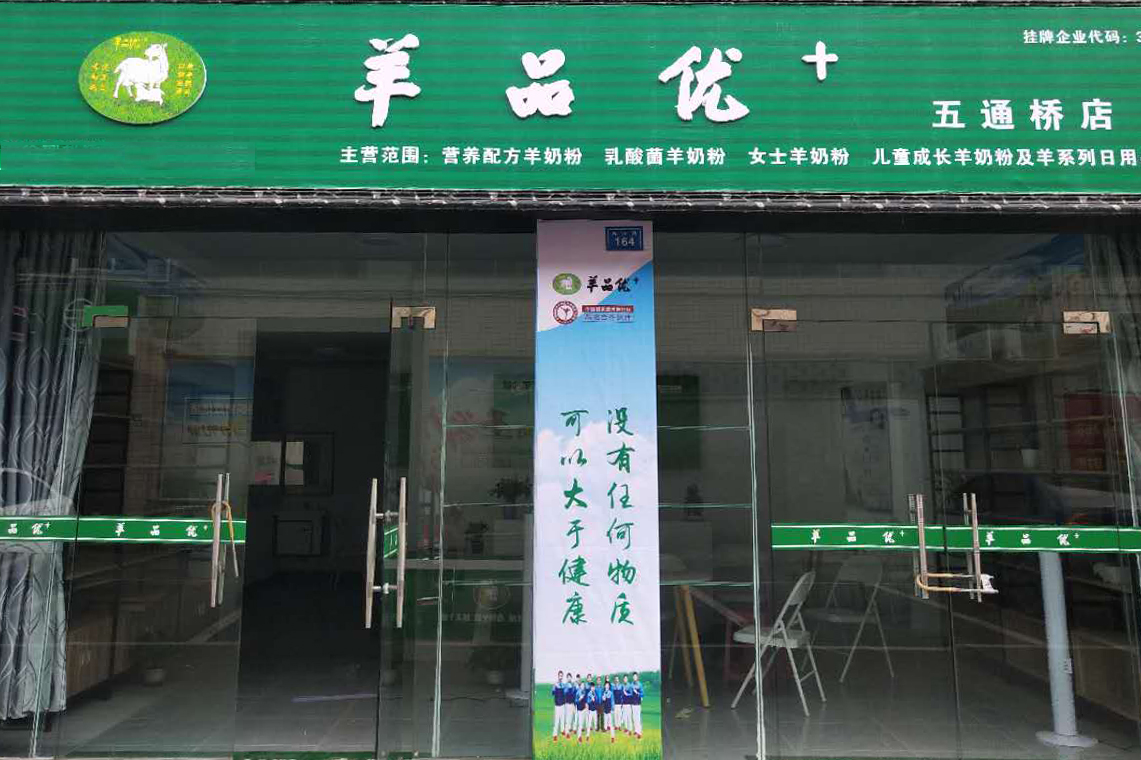 挂牌企业代码：3
羊品优+
五通桥店
主营范围：营养配方羊奶粉 乳酸菌羊奶粉 女士羊奶粉 儿童成长羊奶粉及羊系列日用
164
羊品优+
没有任何物质
可以大于健康
品优+
羊品优+
羊品优+
羊品优+